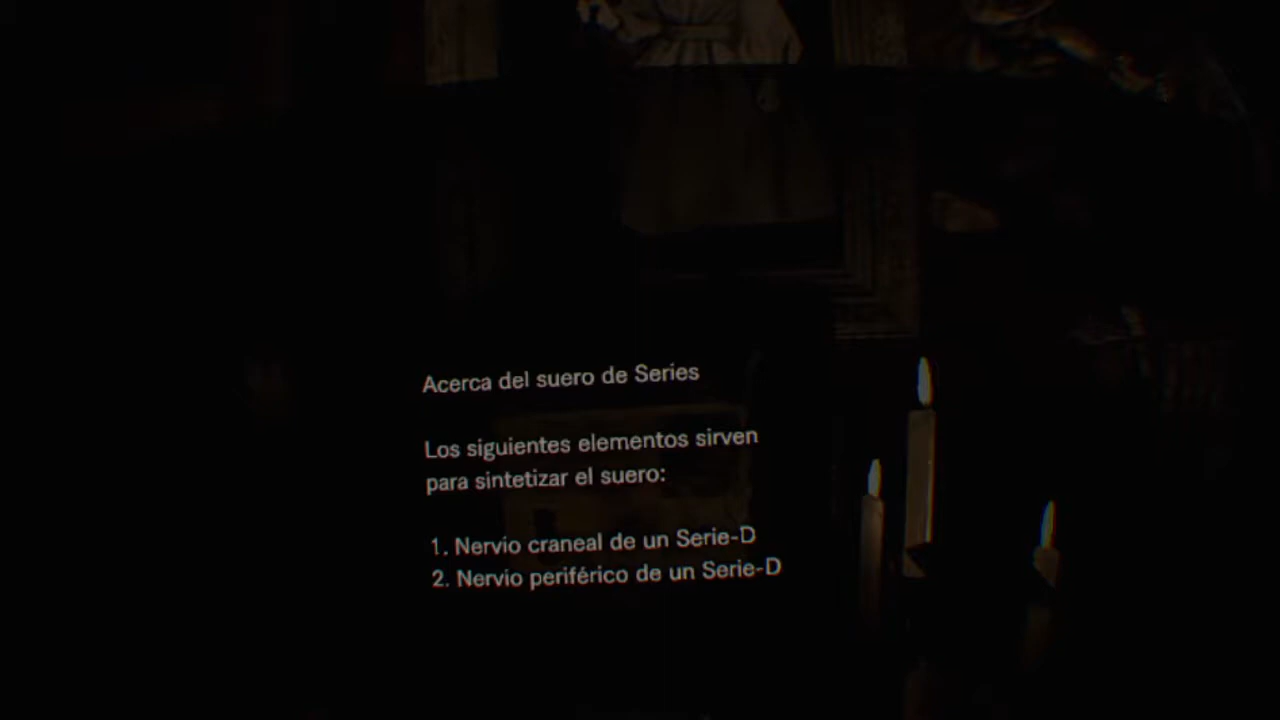 Acerca del suero de Series
Los siguientes elementos sirven
para sintetizar el suero:
1. Nervio craneal de un Serie-D
2. Nervio periférico de un Serie-D